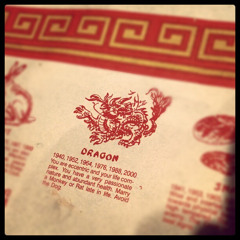 DRAGON
1940, 1952, 1964, 1976, 1988, 2000
You are eccentric and your life com-
plex. You have a very passionate
nature and abundant health. Marry
a Monkey or Rat late in life. Avoid
the Dog.